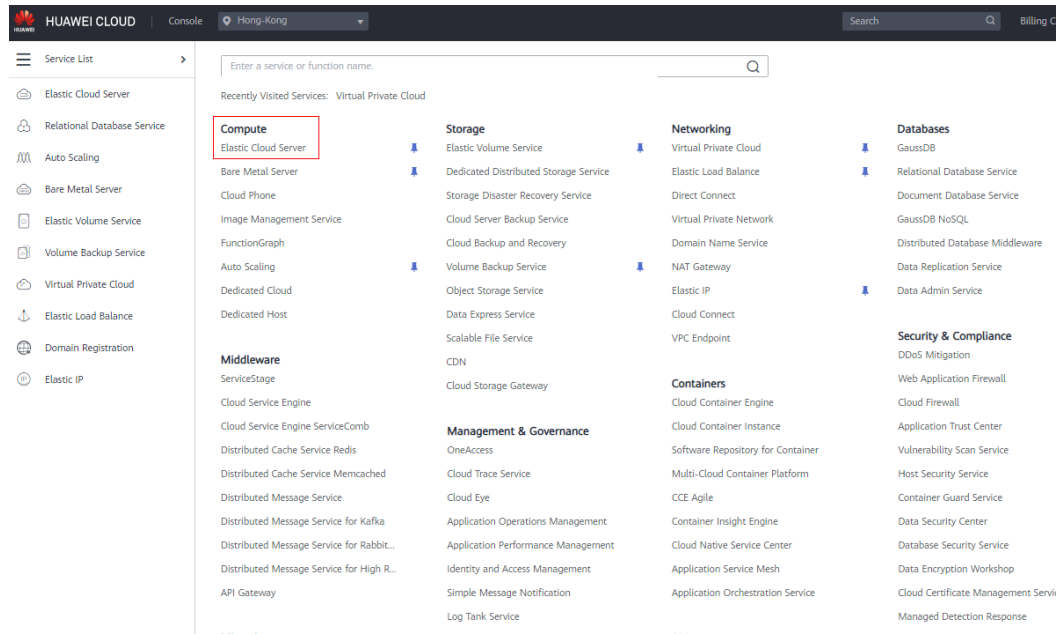 HUAWEI
HUAWEI CLOUD
Console
Hong-Kong
Search
Billing C
Service List
Elastic Cloud Server
Relational Database Service
Auto Scaling
Bare Metal Server
Elastic Volume Service
Volume Backup Service
Virtual Private Cloud
Elastic Load Balance
Domain Registration
IP
Elastic IP
Enter a service or function name.
Recently Visited Services: Virtual Private Cloud
Compute
Elastic Cloud Server
Bare Metal Server
Cloud Phone
Image Management Service
FunctionGraph
Auto Scaling
Dedicated Cloud
Dedicated Host
Middleware
ServiceStage
Cloud Service Engine
Cloud Service Engine ServiceComb
Distributed Cache Service Redis
Distributed Cache Service Memcached
Distributed Message Service
Distributed Message Service for Kafka
Distributed Message Service for Rabbit...
Distributed Message Service for High R...
API Gateway
Storage
Elastic Volume Service
Dedicated Distributed Storage Service
Storage Disaster Recovery Service
Cloud Server Backup Service
Cloud Backup and Recovery
Volume Backup Service
Object Storage Service
Data Express Service
Scalable File Service
CDN
Cloud Storage Gateway
Management & Governance
OneAccess
Cloud Trace Service
Cloud Eye
Application Operations Management
Application Performance Management
Identity and Access Management
Simple Message Notification
Log Tank Service
Networking
Virtual Private Cloud
Elastic Load Balance
Direct Connect
Virtual Private Network
Domain Name Service
NAT Gateway
Elastic IP
Cloud Connect
VPC Endpoint
Containers
Cloud Container Engine
Cloud Container Instance
Software Repository for Container
Multi-Cloud Container Platform
CCE Agile
Container Insight Engine
Cloud Native Service Center
Application Service Mesh
Application Orchestration Service
Databases
GaussDB
Relational Database Service
Document Database Service
GaussDB NoSQL
Distributed Database Middleware
Data Replication Service
Data Admin Service
Security & Compliance
DDoS Mitigation
Web Application Firewall
Cloud Firewall
Application Trust Center
Vulnerability Scan Service
Host Security Service
Container Guard Service
Data Security Center
Database Security Service
Data Encryption Workshop
Cloud Certificate Management Servi
Managed Detection Response